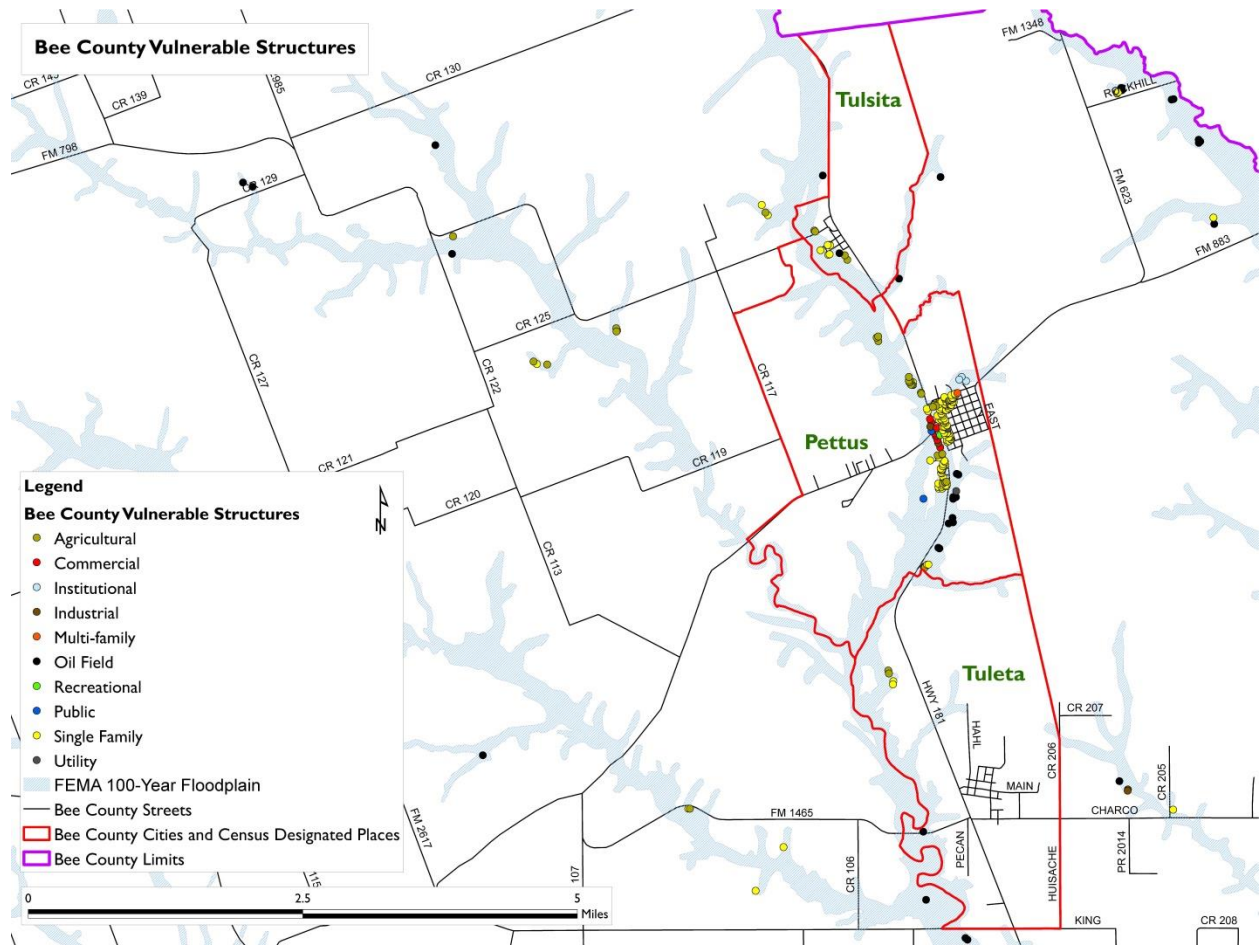 Bee County Vulnerable Structures
FM 1348
CR 130
CR 139
ROCKHILL
Tulsita
FM 798
CR 129
FM 623
FM 883
CR 125
CR 127
CR 122
CR 117
EAST
Pettus
CR 121
CR 119
CR 120
CR 113
Legend
Bee County Vulnerable Structures
Agricultural
Commercial
Institutional
Industrial
Multi-family
Oil Field
Recreational
Public
Single Family
Utility
FEMA 100-Year Floodplain
Bee County Streets
Bee County Cities and Census Designated Places
Bee County Limits
N
Tuleta
HWY 181
HAHL
CR 207
CR 206
MAIN
CR 205
CHARCO
FM 1465
FM 2617
PECAN
CR 106
PR 2014
HUISACHE
115
107
KING
CR 208
0
2.5
5
Miles